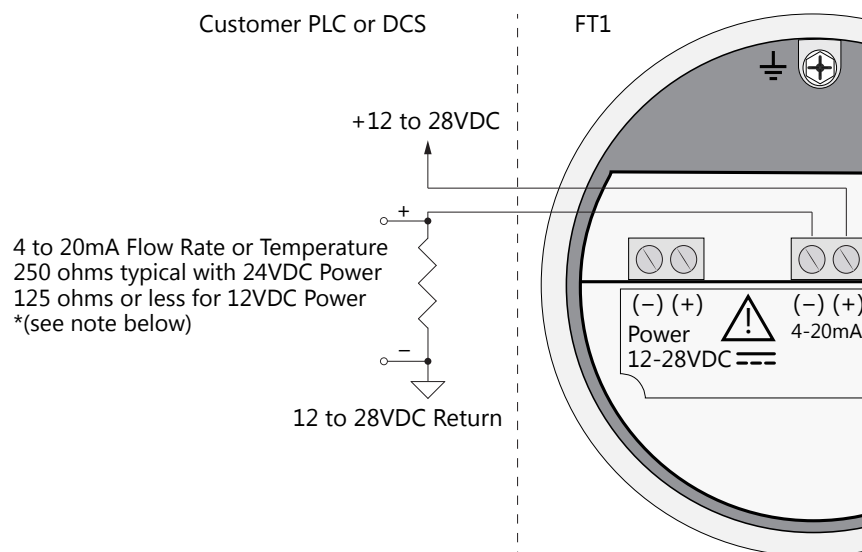 Customer PLC or DCS
FT1
+12 to 28VDC
+
4 to 20mA Flow Rate or Temperature
250 ohms typical with 24VDC Power
125 ohms or less for 12VDC Power
*(see note below)
−
12 to 28VDC Return
(−) (+)
Power
12-28VDC
!
(−) (+)
4-20mA